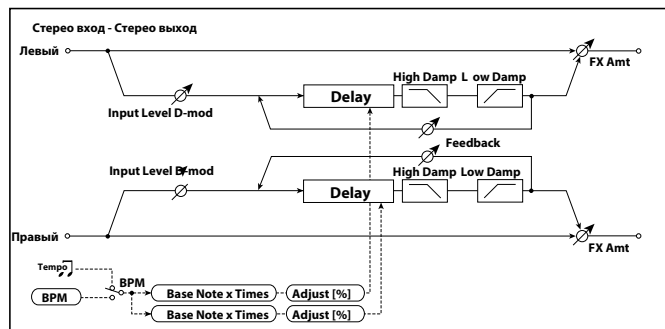 Стерео вход - Стерео выход
Левый
FX Amt
High Damp L ow Damp
Delay
Input Level D-mod
Feedback
Input Level D-mod
High Damp Low Damp
Delay
Правый
FX Amt
Tempo
BPM
BPM
Base Note x Times Adjust [%]
Base Note x Times Adjust [%]